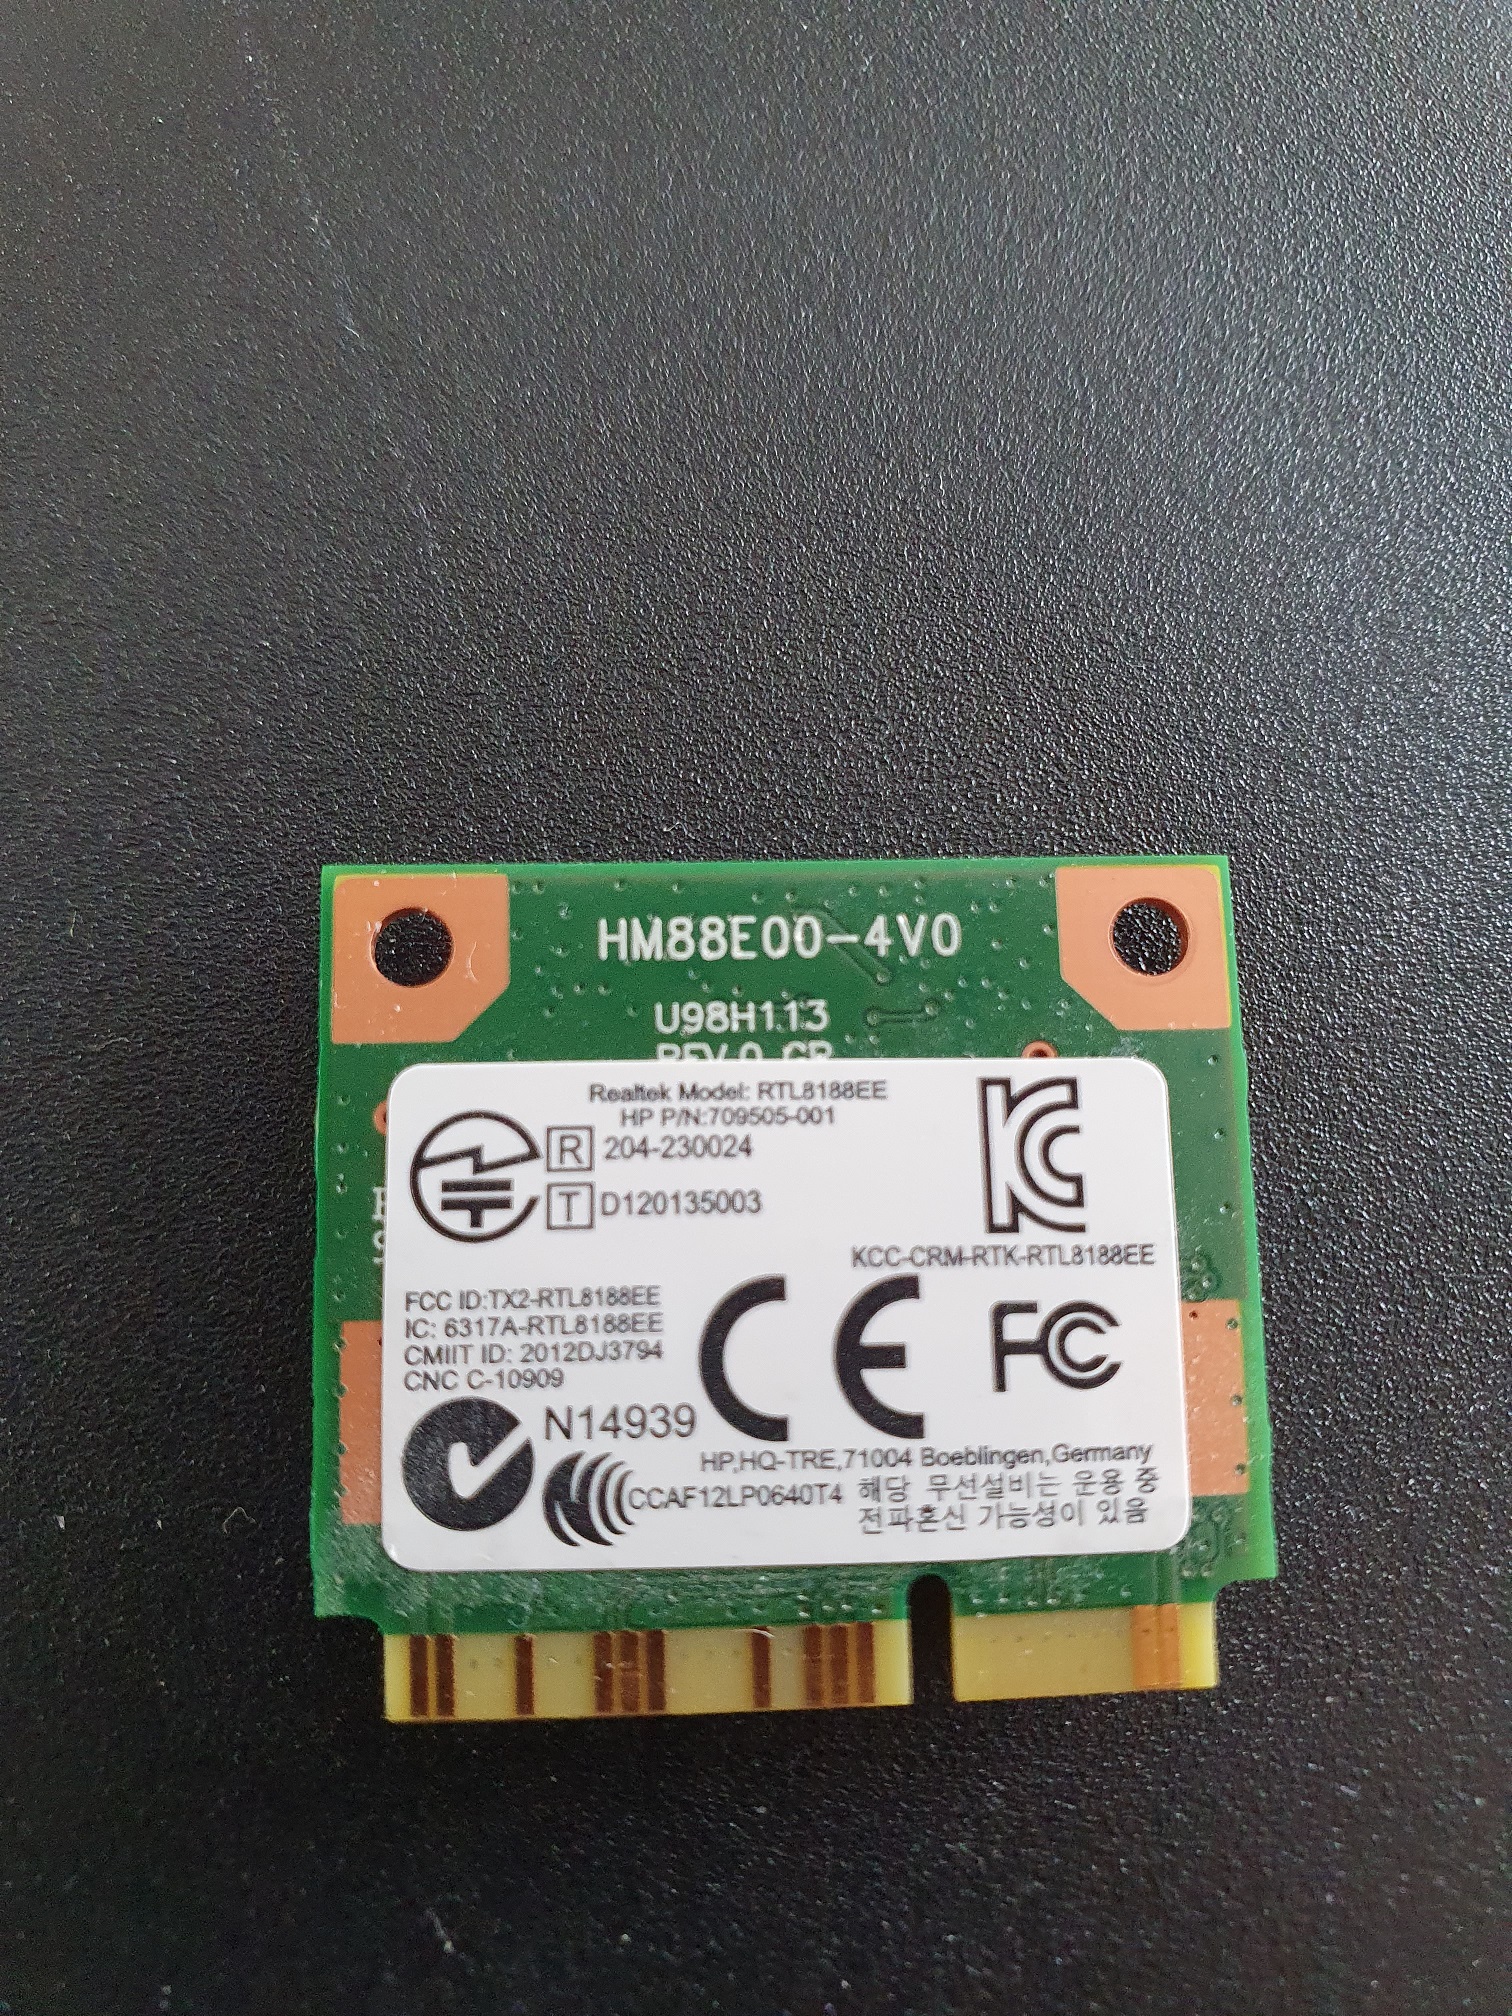 HM88E00-4V0
U98H1.13
Realtek Model: RTL8188EE
HP P/N:709505-001
R 204-230024
T D120135003
KCC-CRM-RTK-RTL8188EE
FCC ID:TX2-RTL8188EE
IC: 6317A-RTL8188EE
CMIIT ID: 2012DJ3794
CNC C-10909
CE FC
N14939
HP,HQ-TRE,71004 Boeblingen,Germany
CCAF12LP0640T4 해당 무선설비는 운용 중
전파혼신 가능성이 있음